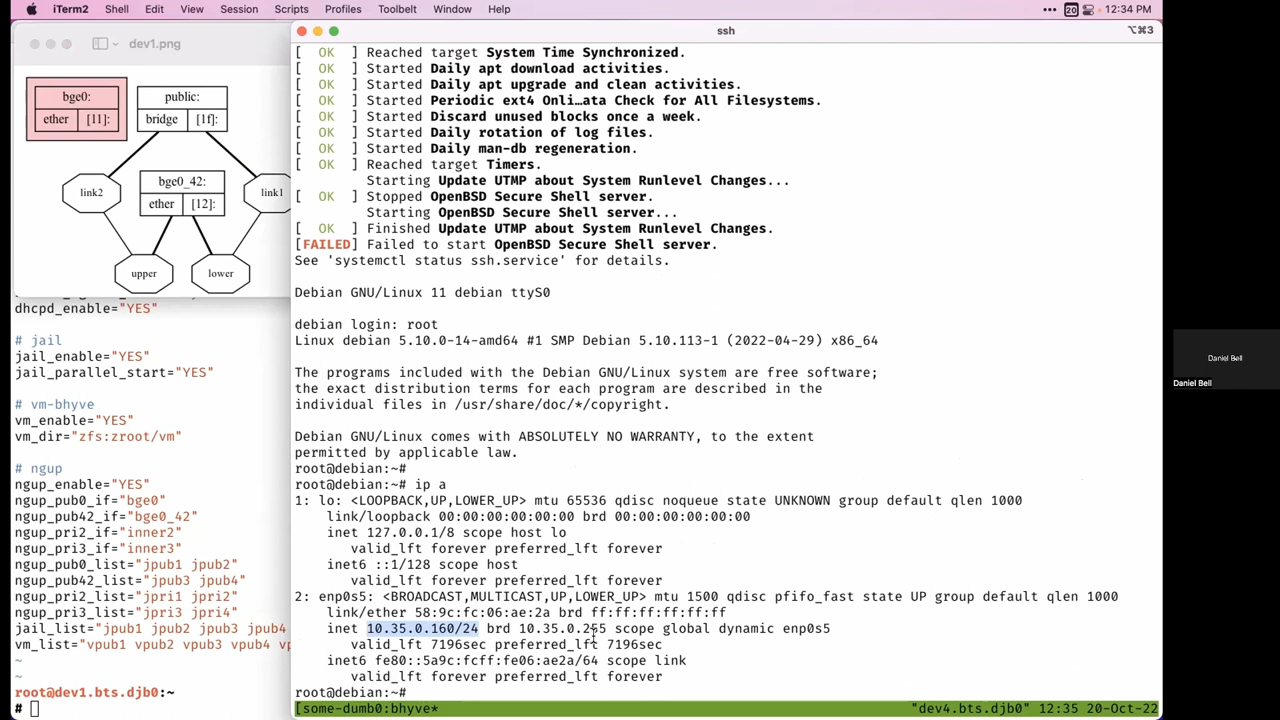 iTerm2 Shell Edit View Session Scripts Profiles Toolbelt Window Help 20 12:34 PM
dev1.png
bge0:
ether [11]:
public:
bridge [1f]:
link2
bge0_42:
ether [12]:
link1
upper
lower
dhcpd_enable="YES"
# jail
jail_enable="YES"
jail_parallel_start="YES"
# vm-bhyve
vm_enable="YES"
vm_dir="zfs:zroot/vm"
# ngup
ngup_enable="YES"
ngup_pub0_if="bge0"
ngup_pub42_if="bge0_42"
ngup_pri2_if="inner2"
ngup_pri3_if="inner3"
ngup_pub0_list="jpub1 jpub2"
ngup_pub42_list="jpub3 jpub4"
ngup_pri2_list="jpri1 jpri2"
ngup_pri3_list="jpri3 jpri4"
jail_list="jpub1 jpub2 jpub3 jpub4
vm_list="vpub1 vpub2 vpub3 vpub4
~
~
root@dev1.bts.djb0:~
#
ssh ⌥⌘3
[ OK ] Reached target System Time Synchronized.
[ OK ] Started Daily apt download activities.
[ OK ] Started Daily apt upgrade and clean activities.
[ OK ] Started Periodic ext4 Onli…ata Check for All Filesystems.
[ OK ] Started Discard unused blocks once a week.
[ OK ] Started Daily rotation of log files.
[ OK ] Started Daily man-db regeneration.
[ OK ] Reached target Timers.
Starting Update UTMP about System Runlevel Changes...
[ OK ] Stopped OpenBSD Secure Shell server.
Starting OpenBSD Secure Shell server...
[ OK ] Finished Update UTMP about System Runlevel Changes.
[FAILED] Failed to start OpenBSD Secure Shell server.
See 'systemctl status ssh.service' for details.
Debian GNU/Linux 11 debian ttyS0
debian login: root
Linux debian 5.10.0-14-amd64 #1 SMP Debian 5.10.113-1 (2022-04-29) x86_64
The programs included with the Debian GNU/Linux system are free software;
the exact distribution terms for each program are described in the
individual files in /usr/share/doc/*/copyright.
Debian GNU/Linux comes with ABSOLUTELY NO WARRANTY, to the extent
permitted by applicable law.
root@debian:~#
root@debian:~# ip a
1: lo: <LOOPBACK,UP,LOWER_UP> mtu 65536 qdisc noqueue state UNKNOWN group default qlen 1000
link/loopback 00:00:00:00:00:00 brd 00:00:00:00:00:00
inet 127.0.0.1/8 scope host lo
valid_lft forever preferred_lft forever
inet6 ::1/128 scope host
valid_lft forever preferred_lft forever
2: enp0s5: <BROADCAST,MULTICAST,UP,LOWER_UP> mtu 1500 qdisc pfifo_fast state UP group default qlen 1000
link/ether 58:9c:fc:06:ae:2a brd ff:ff:ff:ff:ff:ff
inet 10.35.0.160/24 brd 10.35.0.255 scope global dynamic enp0s5
valid_lft 7196sec preferred_lft 7196sec
inet6 fe80::5a9c:fcff:fe06:ae2a/64 scope link
valid_lft forever preferred_lft forever
root@debian:~#
[some-dumb0:bhyve* "dev4.bts.djb0" 12:35 20-Oct-22
Daniel Bell
Daniel Bell